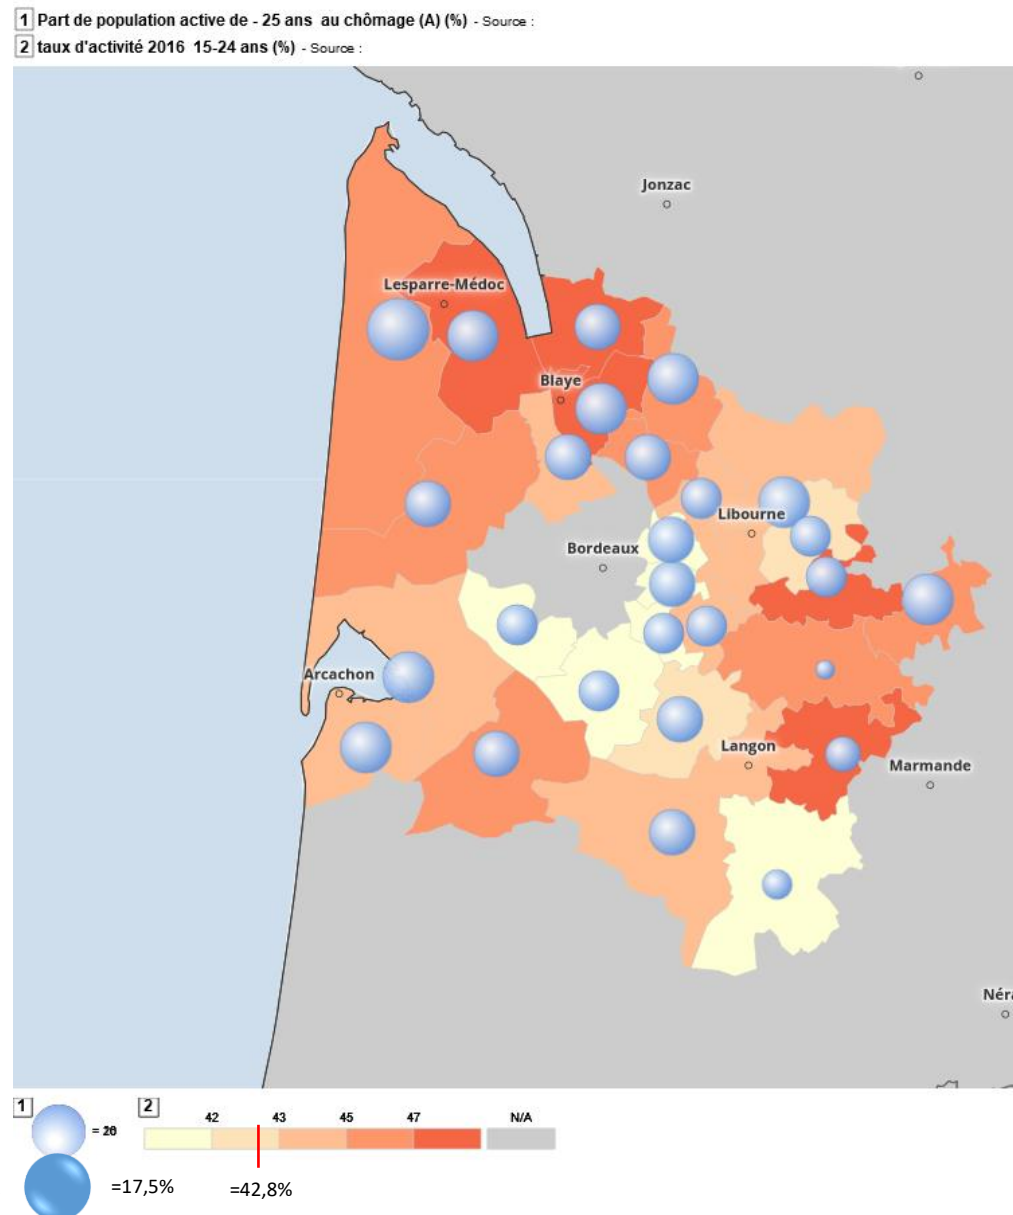 1 Part de population active de - 25 ans au chômage (A) (%) - Source :
2 taux d'activité 2016 15-24 ans (%) - Source :
Jonzac
Lesparre-Médoc
Blaye
Libourne
Bordeaux
Arcachon
Langon
Marmande
Néra
1 2
42 43 45 47 N/A
=17,5% =42,8%